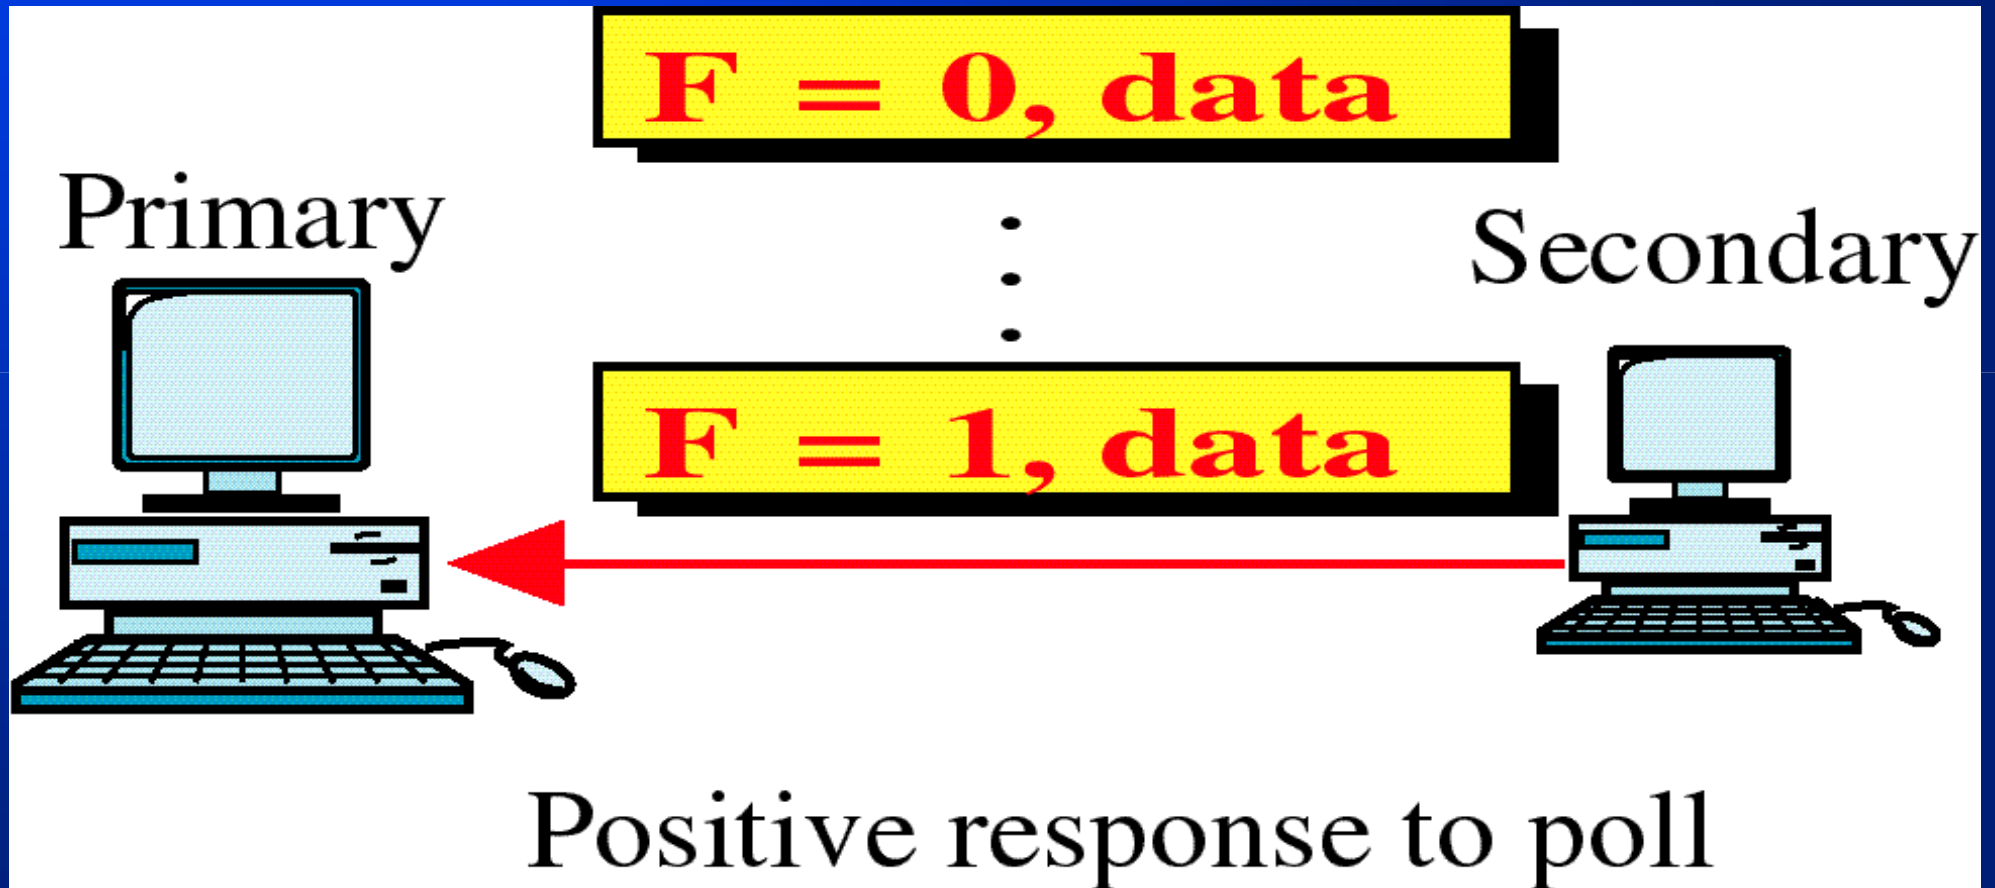 F = 0, data
Primary
Secondary
F = 1, data
Positive response to poll